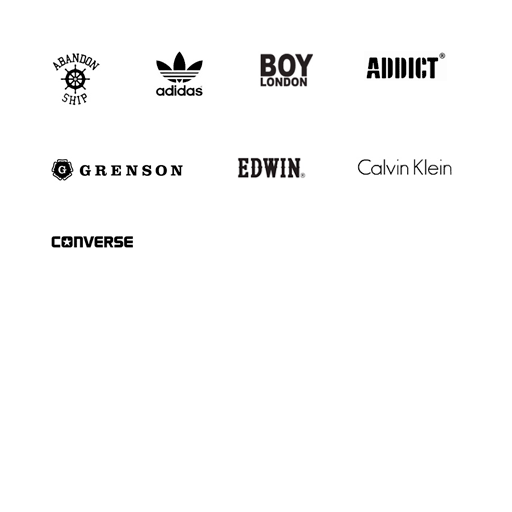 ABANDON
SHIP
adidas
BOY
LONDON
ADDICT®
G GRENSON
EDWIN®
Calvin Klein
CONVERSE